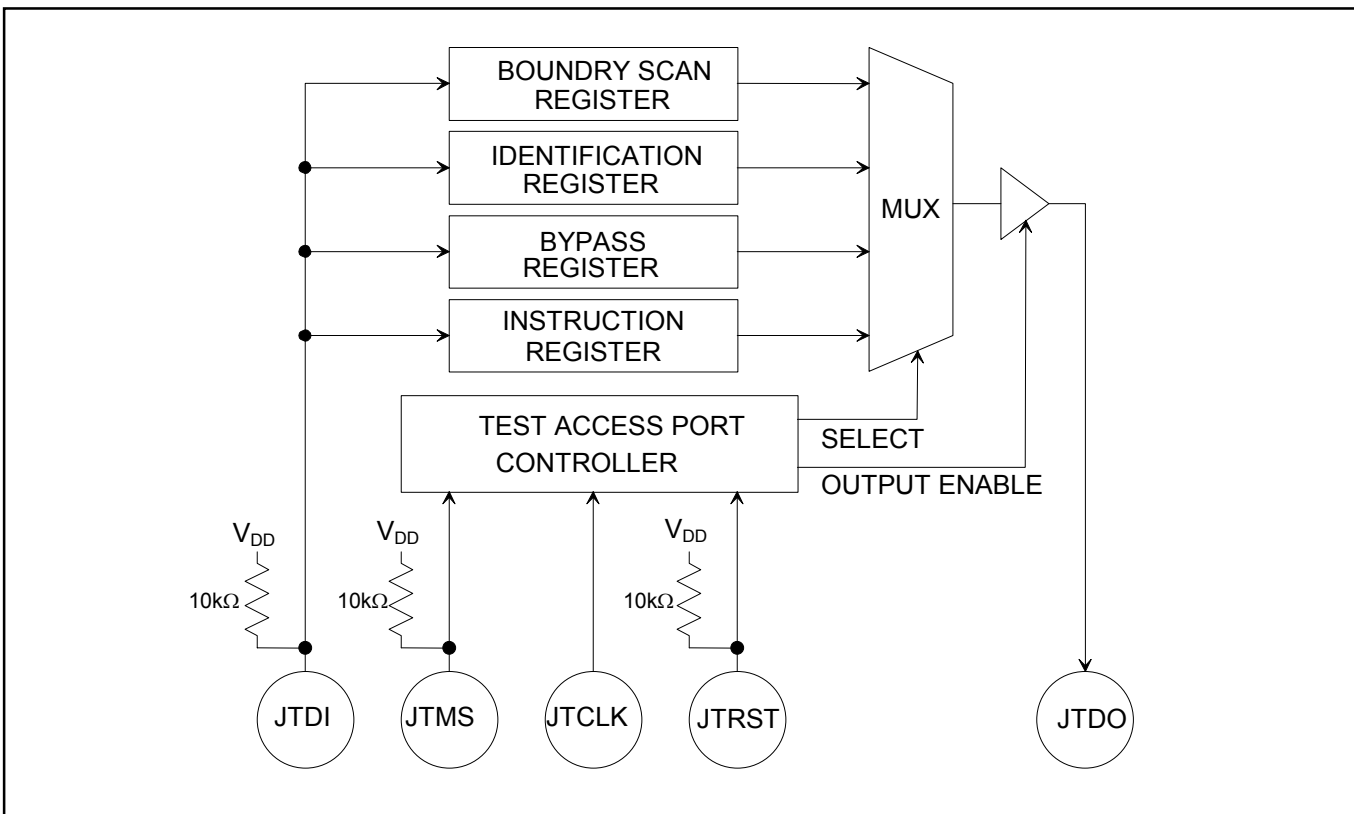 BOUNDRY SCAN
REGISTER
IDENTIFICATION
REGISTER
BYPASS
REGISTER
INSTRUCTION
REGISTER
MUX
TEST ACCESS PORT
CONTROLLER
SELECT
OUTPUT ENABLE
VDD
10kΩ
VDD
10kΩ
VDD
10kΩ
JTDI
JTMS
JTCLK
JTRST
JTDO